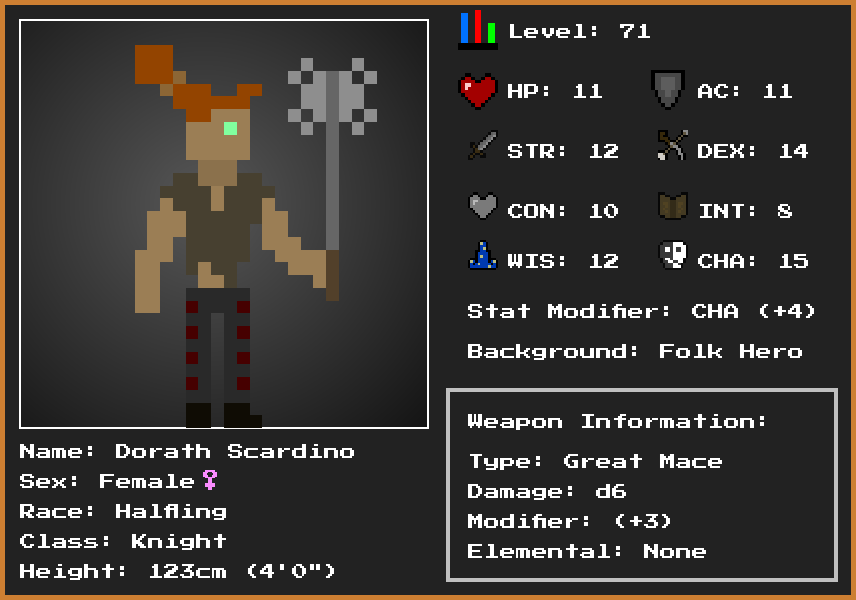 Level: 71
HP: 11
AC: 11
STR: 12
DEX: 14
CON: 10
INT: 8
WIS: 12
CHA: 15
Stat Modifier: CHA (+4)
Background: Folk Hero
Weapon Information:
Type: Great Mace
Damage: d6
Modifier: (+3)
Elemental: None
Name: Dorath Scardino
Sex: Female♀
Race: Halfling
Class: Knight
Height: 123cm (4'0")